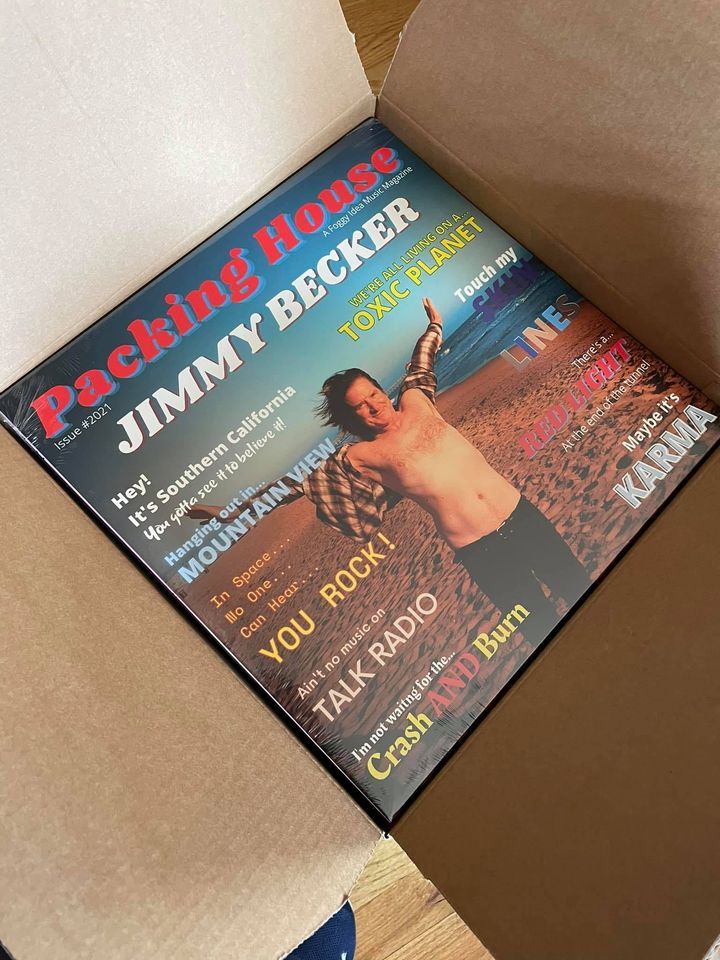 Packing House
A Foggy Idea Music Magazine
Issue #2021
JIMMY BECKER
WE'RE ALL LIVING ON A...
TOXIC PLANET
Touch my
SKIN
LINES
There's a...
RED LIGHT
At the end of the tunnel
Maybe it's
KARMA
Hey!
It's Southern California
You gotta see it to believe it!
Hanging out in...
MOUNTAIN VIEW
In Space...
No One...
Can Hear...
YOU ROCK!
Ain't no music on
TALK RADIO
I'm not waitng for the...
Crash AND Burn